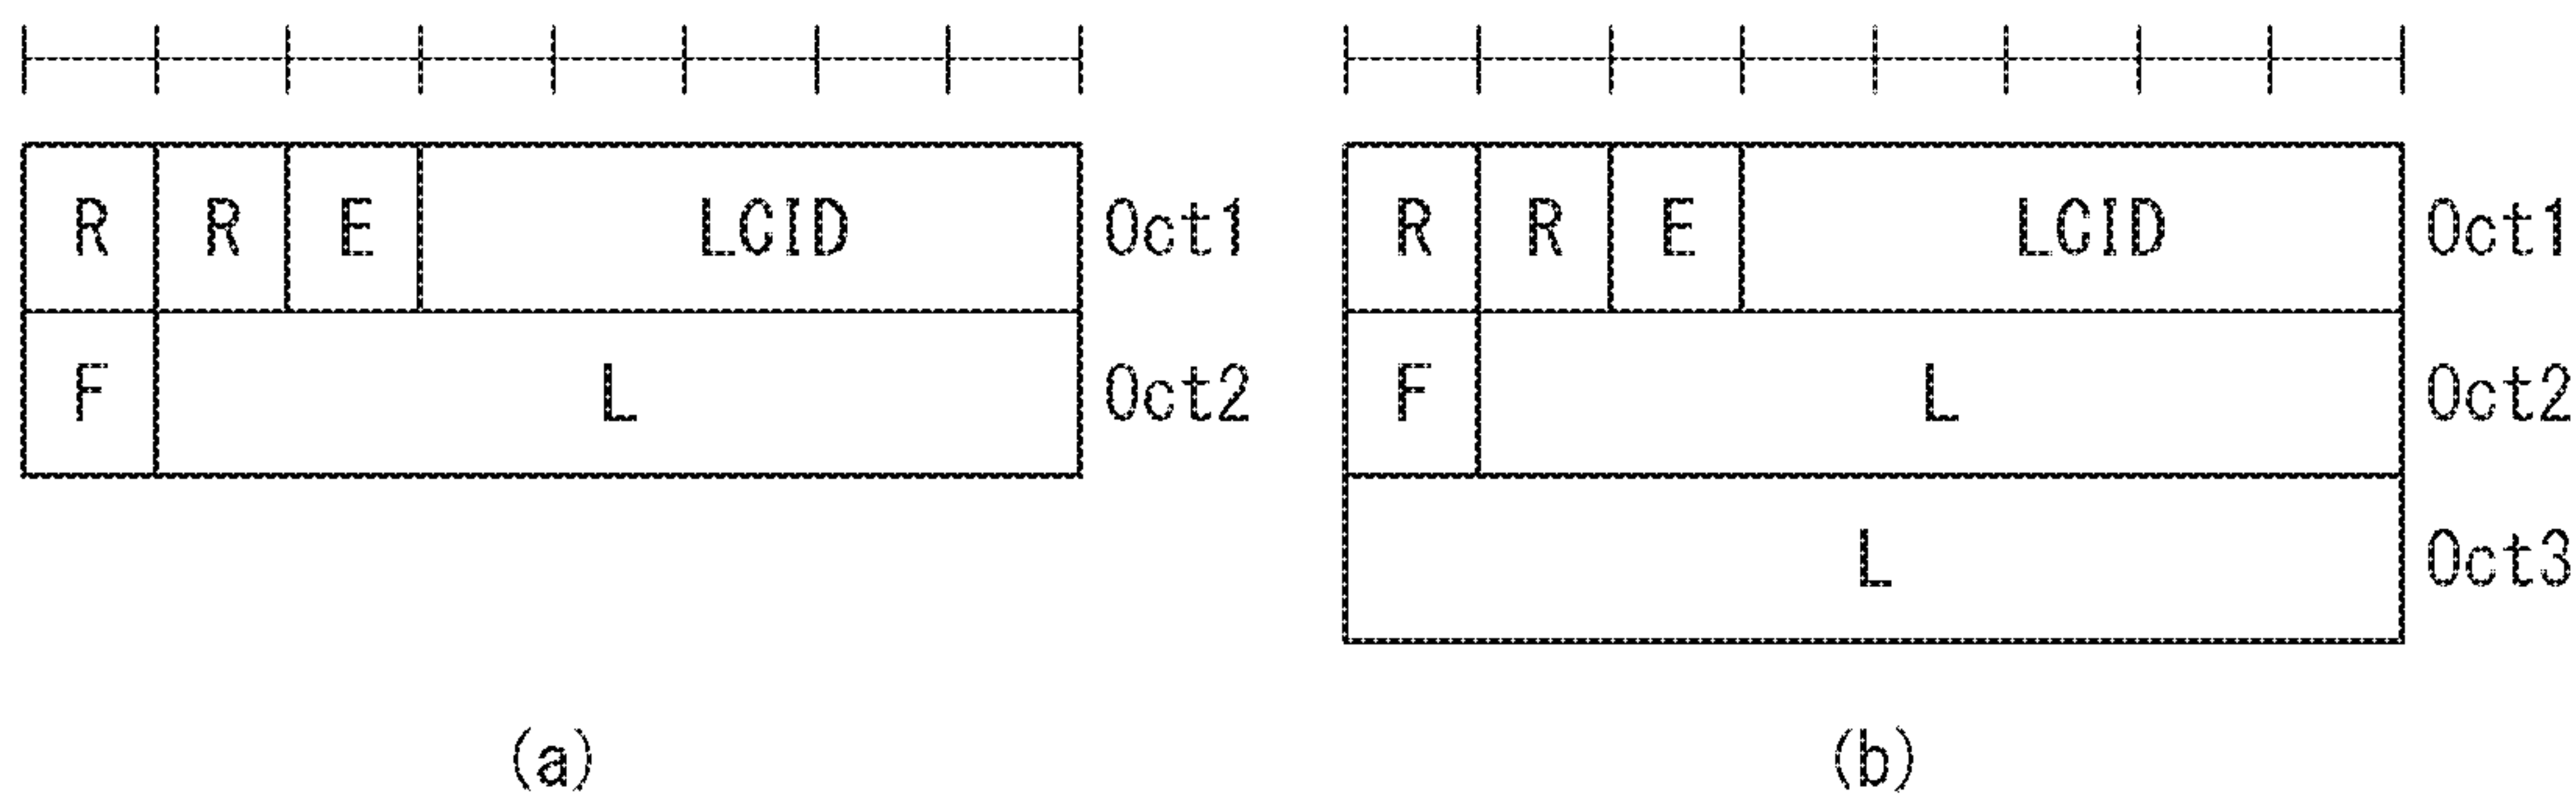 R R E LCID Oct1
F L Oct2
(a)
R R E LCID Oct1
F L Oct2
L Oct3
(b)